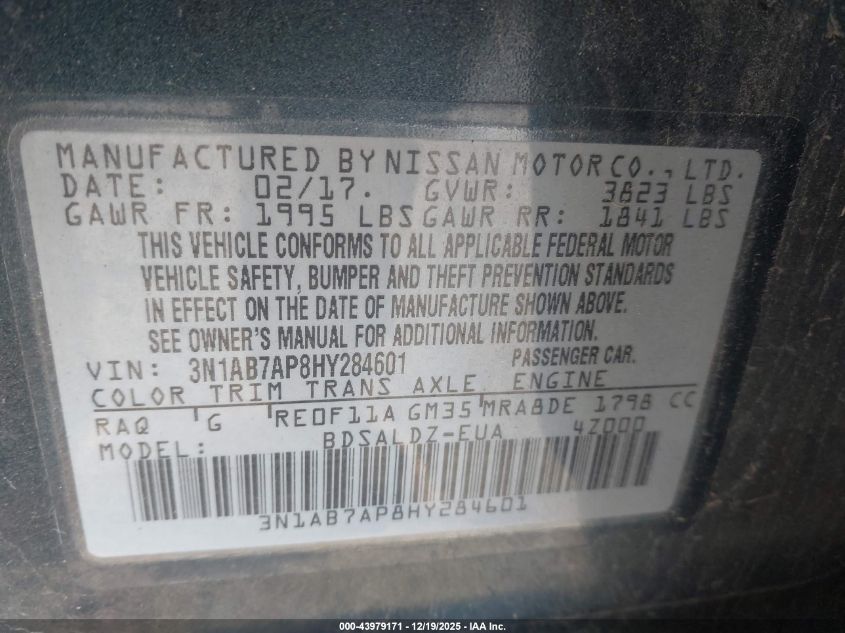 MANUFACTURED BY NISSAN MOTOR CO., LTD.
DATE: 02/17. GVWR: 3823 LBS
GAWR FR: 1995 LBS GAWR RR: 1841 LBS
THIS VEHICLE CONFORMS TO ALL APPLICABLE FEDERAL MOTOR
VEHICLE SAFETY, BUMPER AND THEFT PREVENTION STANDARDS
IN EFFECT ON THE DATE OF MANUFACTURE SHOWN ABOVE.
SEE OWNER'S MANUAL FOR ADDITIONAL INFORMATION.
VIN: 3N1AB7AP8HY284601 PASSENGER CAR.
COLOR TRIM TRANS AXLE ENGINE
RAQ G RE0F11A GM35 MRA8DE 1798 CC
MODEL: BDSALDZ-EUA 4Z000
3N1AB7AP8HY284601
000-43979171 - 12/19/2025 - IAA Inc.